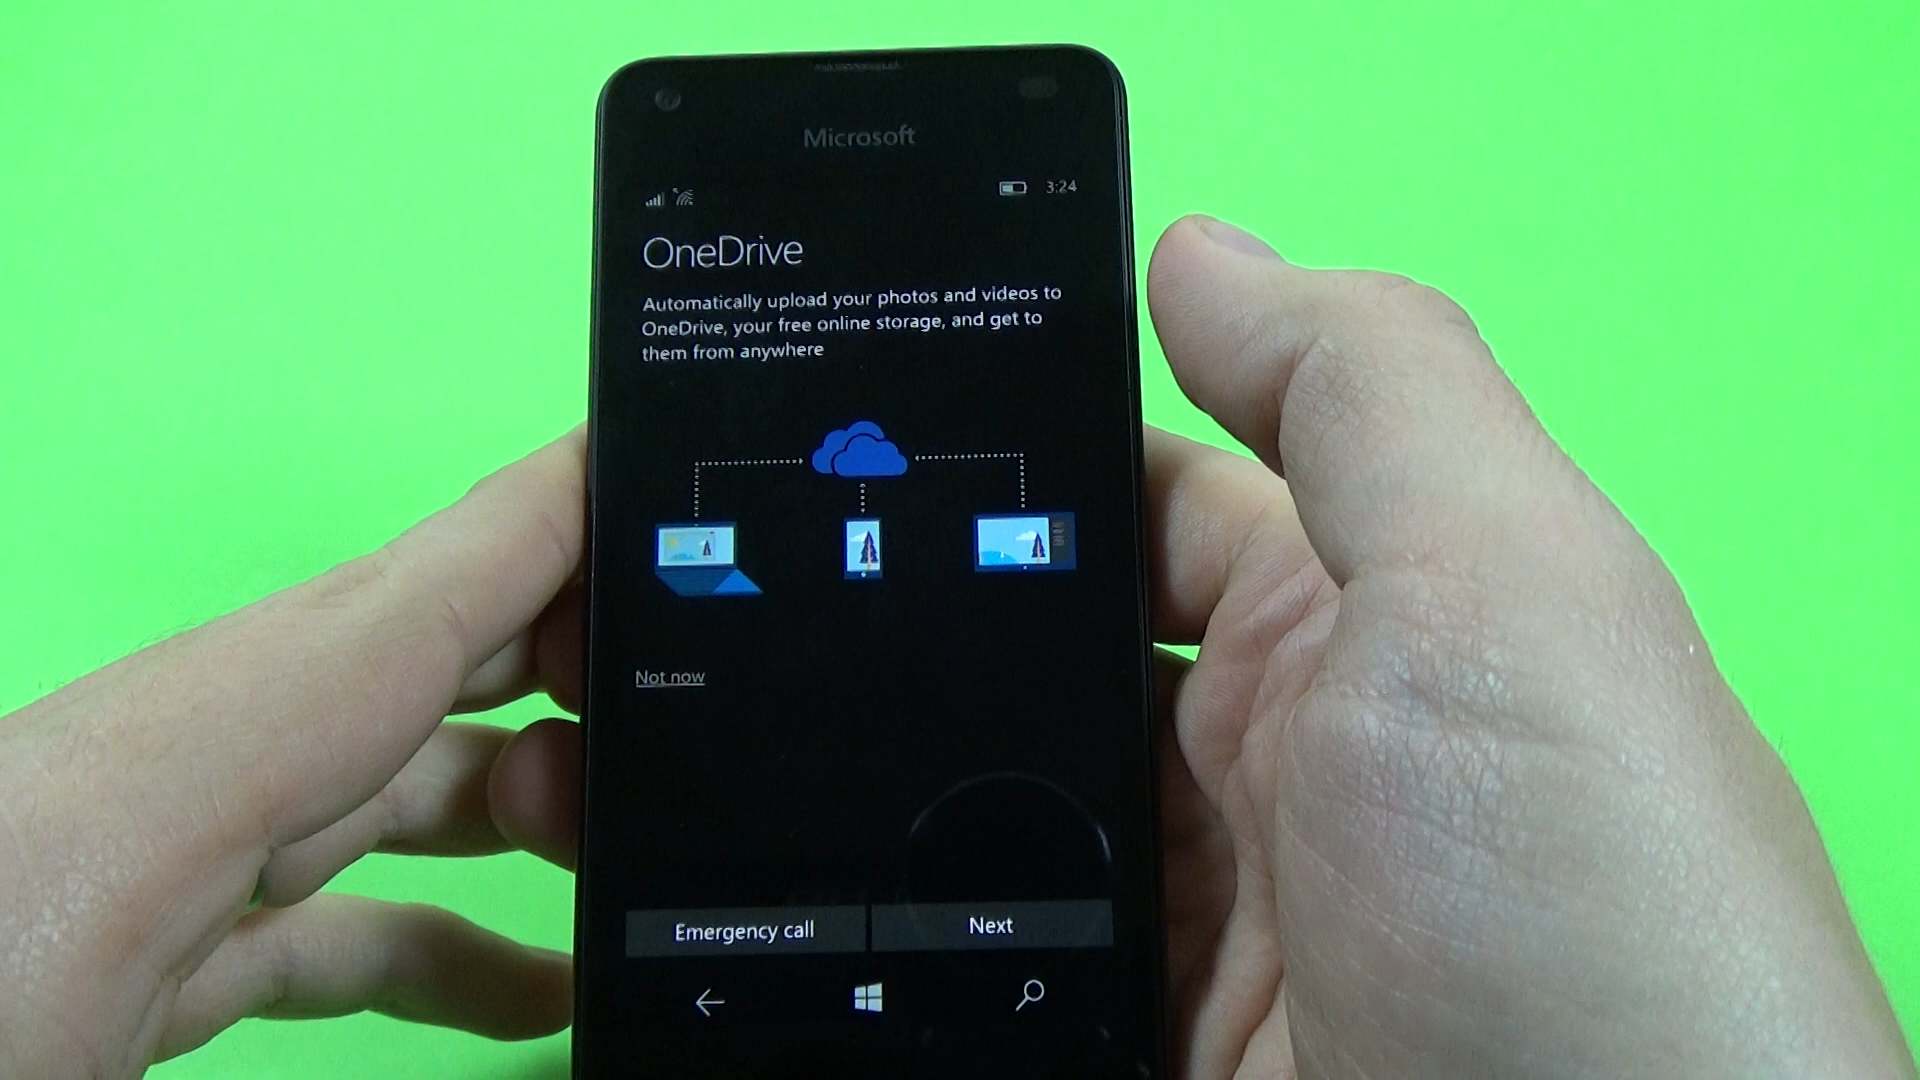 Microsoft
3:24
OneDrive
Automatically upload your photos and videos to
OneDrive, your free online storage, and get to
them from anywhere
Not now
Emergency call
Next